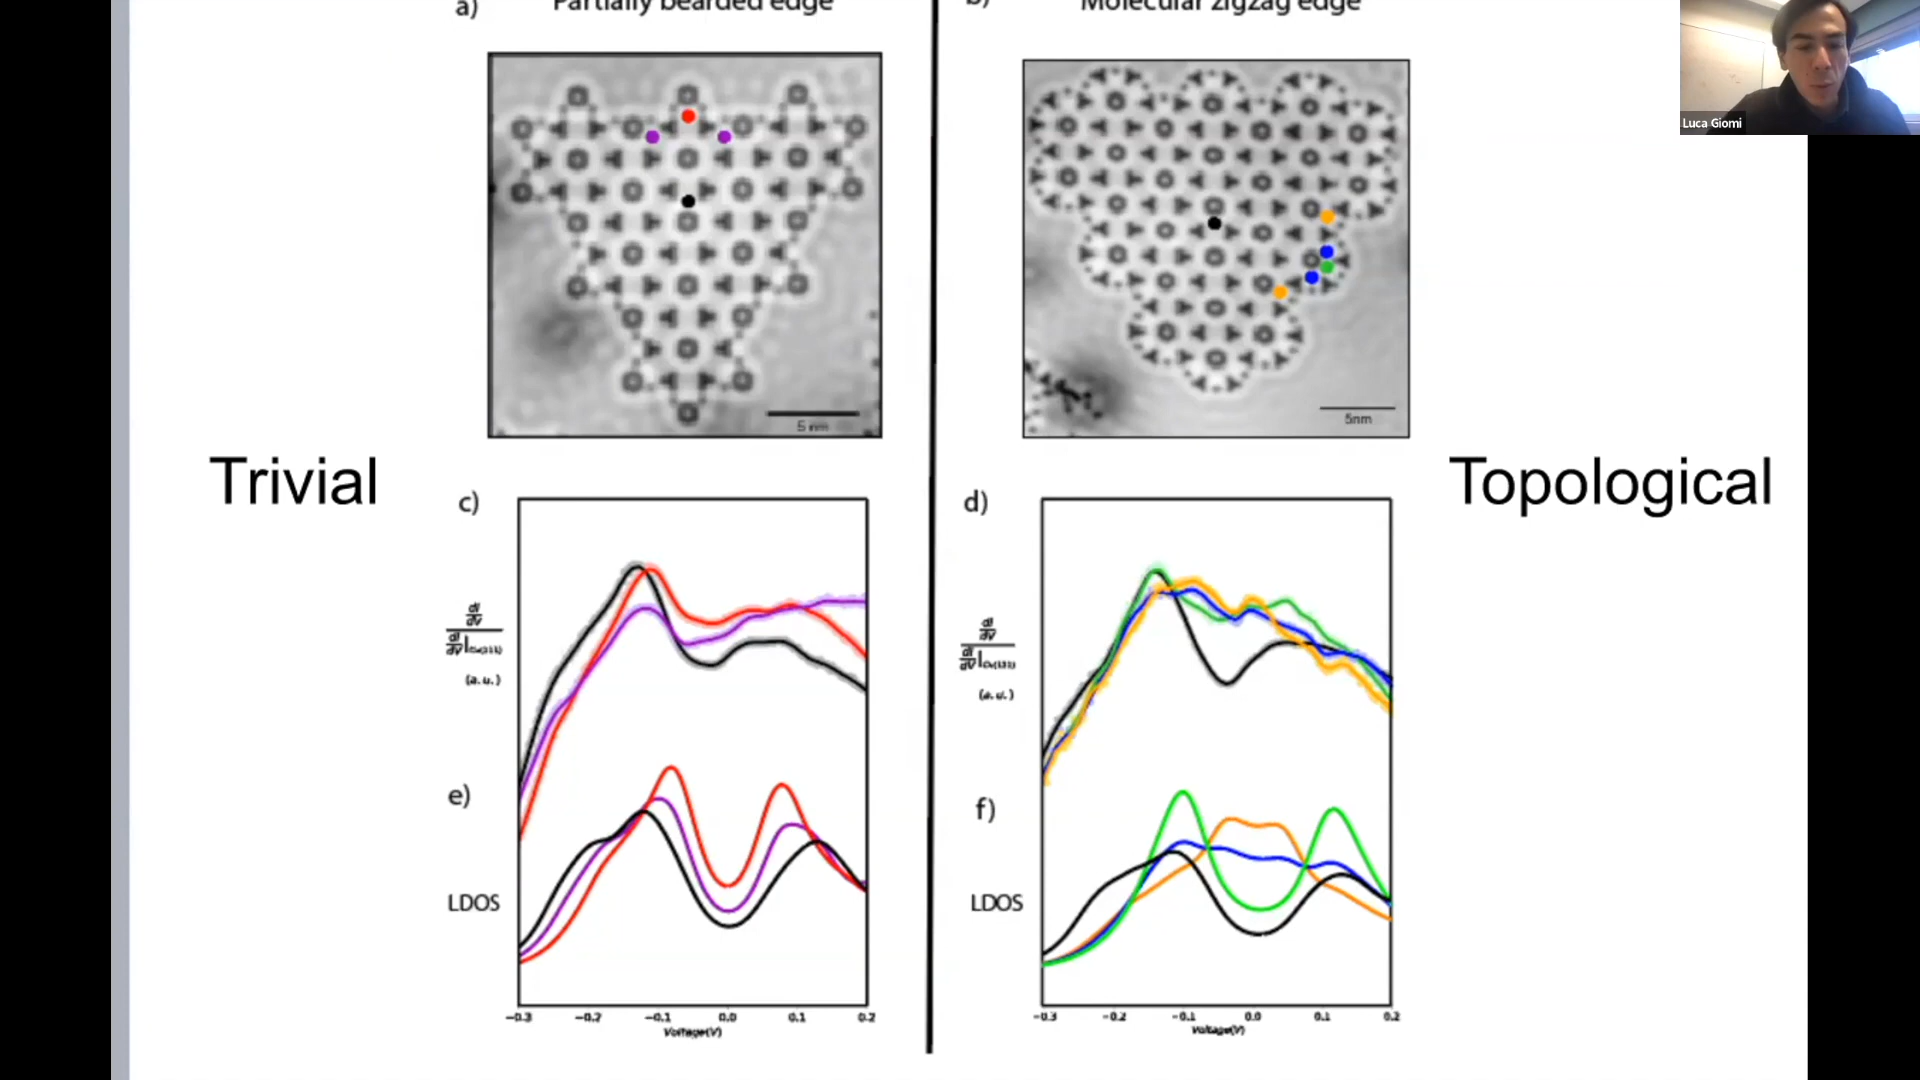 a) Partially bearded edge
b) Molecular zigzag edge
Luca Giomi
5 nm
5nm
Trivial
Topological
c)
d)
dI
dV
dI
dV
Cu(111)
(a.u.)
dI
dV
dI
dV
Cu(111)
(a.u.)
e)
f)
LDOS
LDOS
−0.3 −0.2 −0.1 0.0 0.1 0.2
Voltage(V)
−0.3 −0.2 −0.1 0.0 0.1 0.2
Voltage(V)